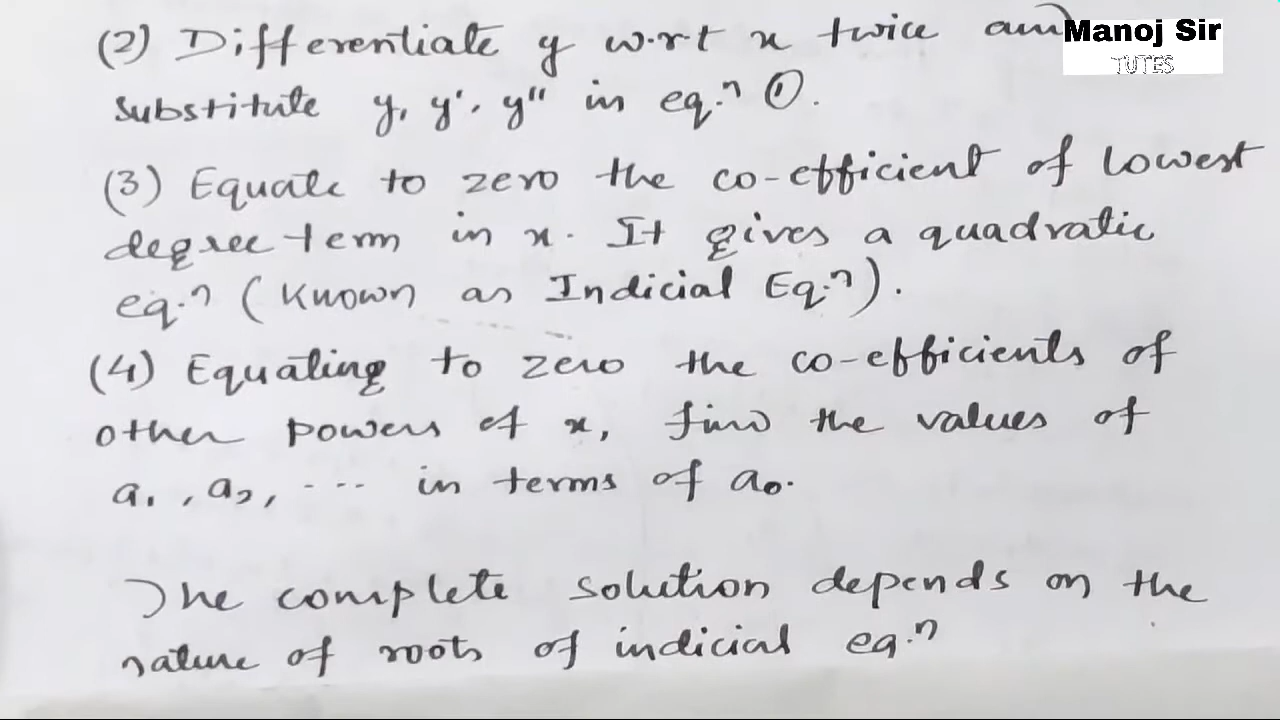 (2) Differentiate y w.r.t x twice and
Manoj Sir
TUTES
substitute y, y', y" in eq.n ①.
(3) Equate to zero the co-efficient of lowest
degree term in x. It gives a quadratic
eq.n (Known as Indicial Eq.n).
(4) Equating to zero the co-efficients of
other powers of x, find the values of
a₁, a₂, --- in terms of a₀.
The complete solution depends on the
nature of roots of indicial eq.n